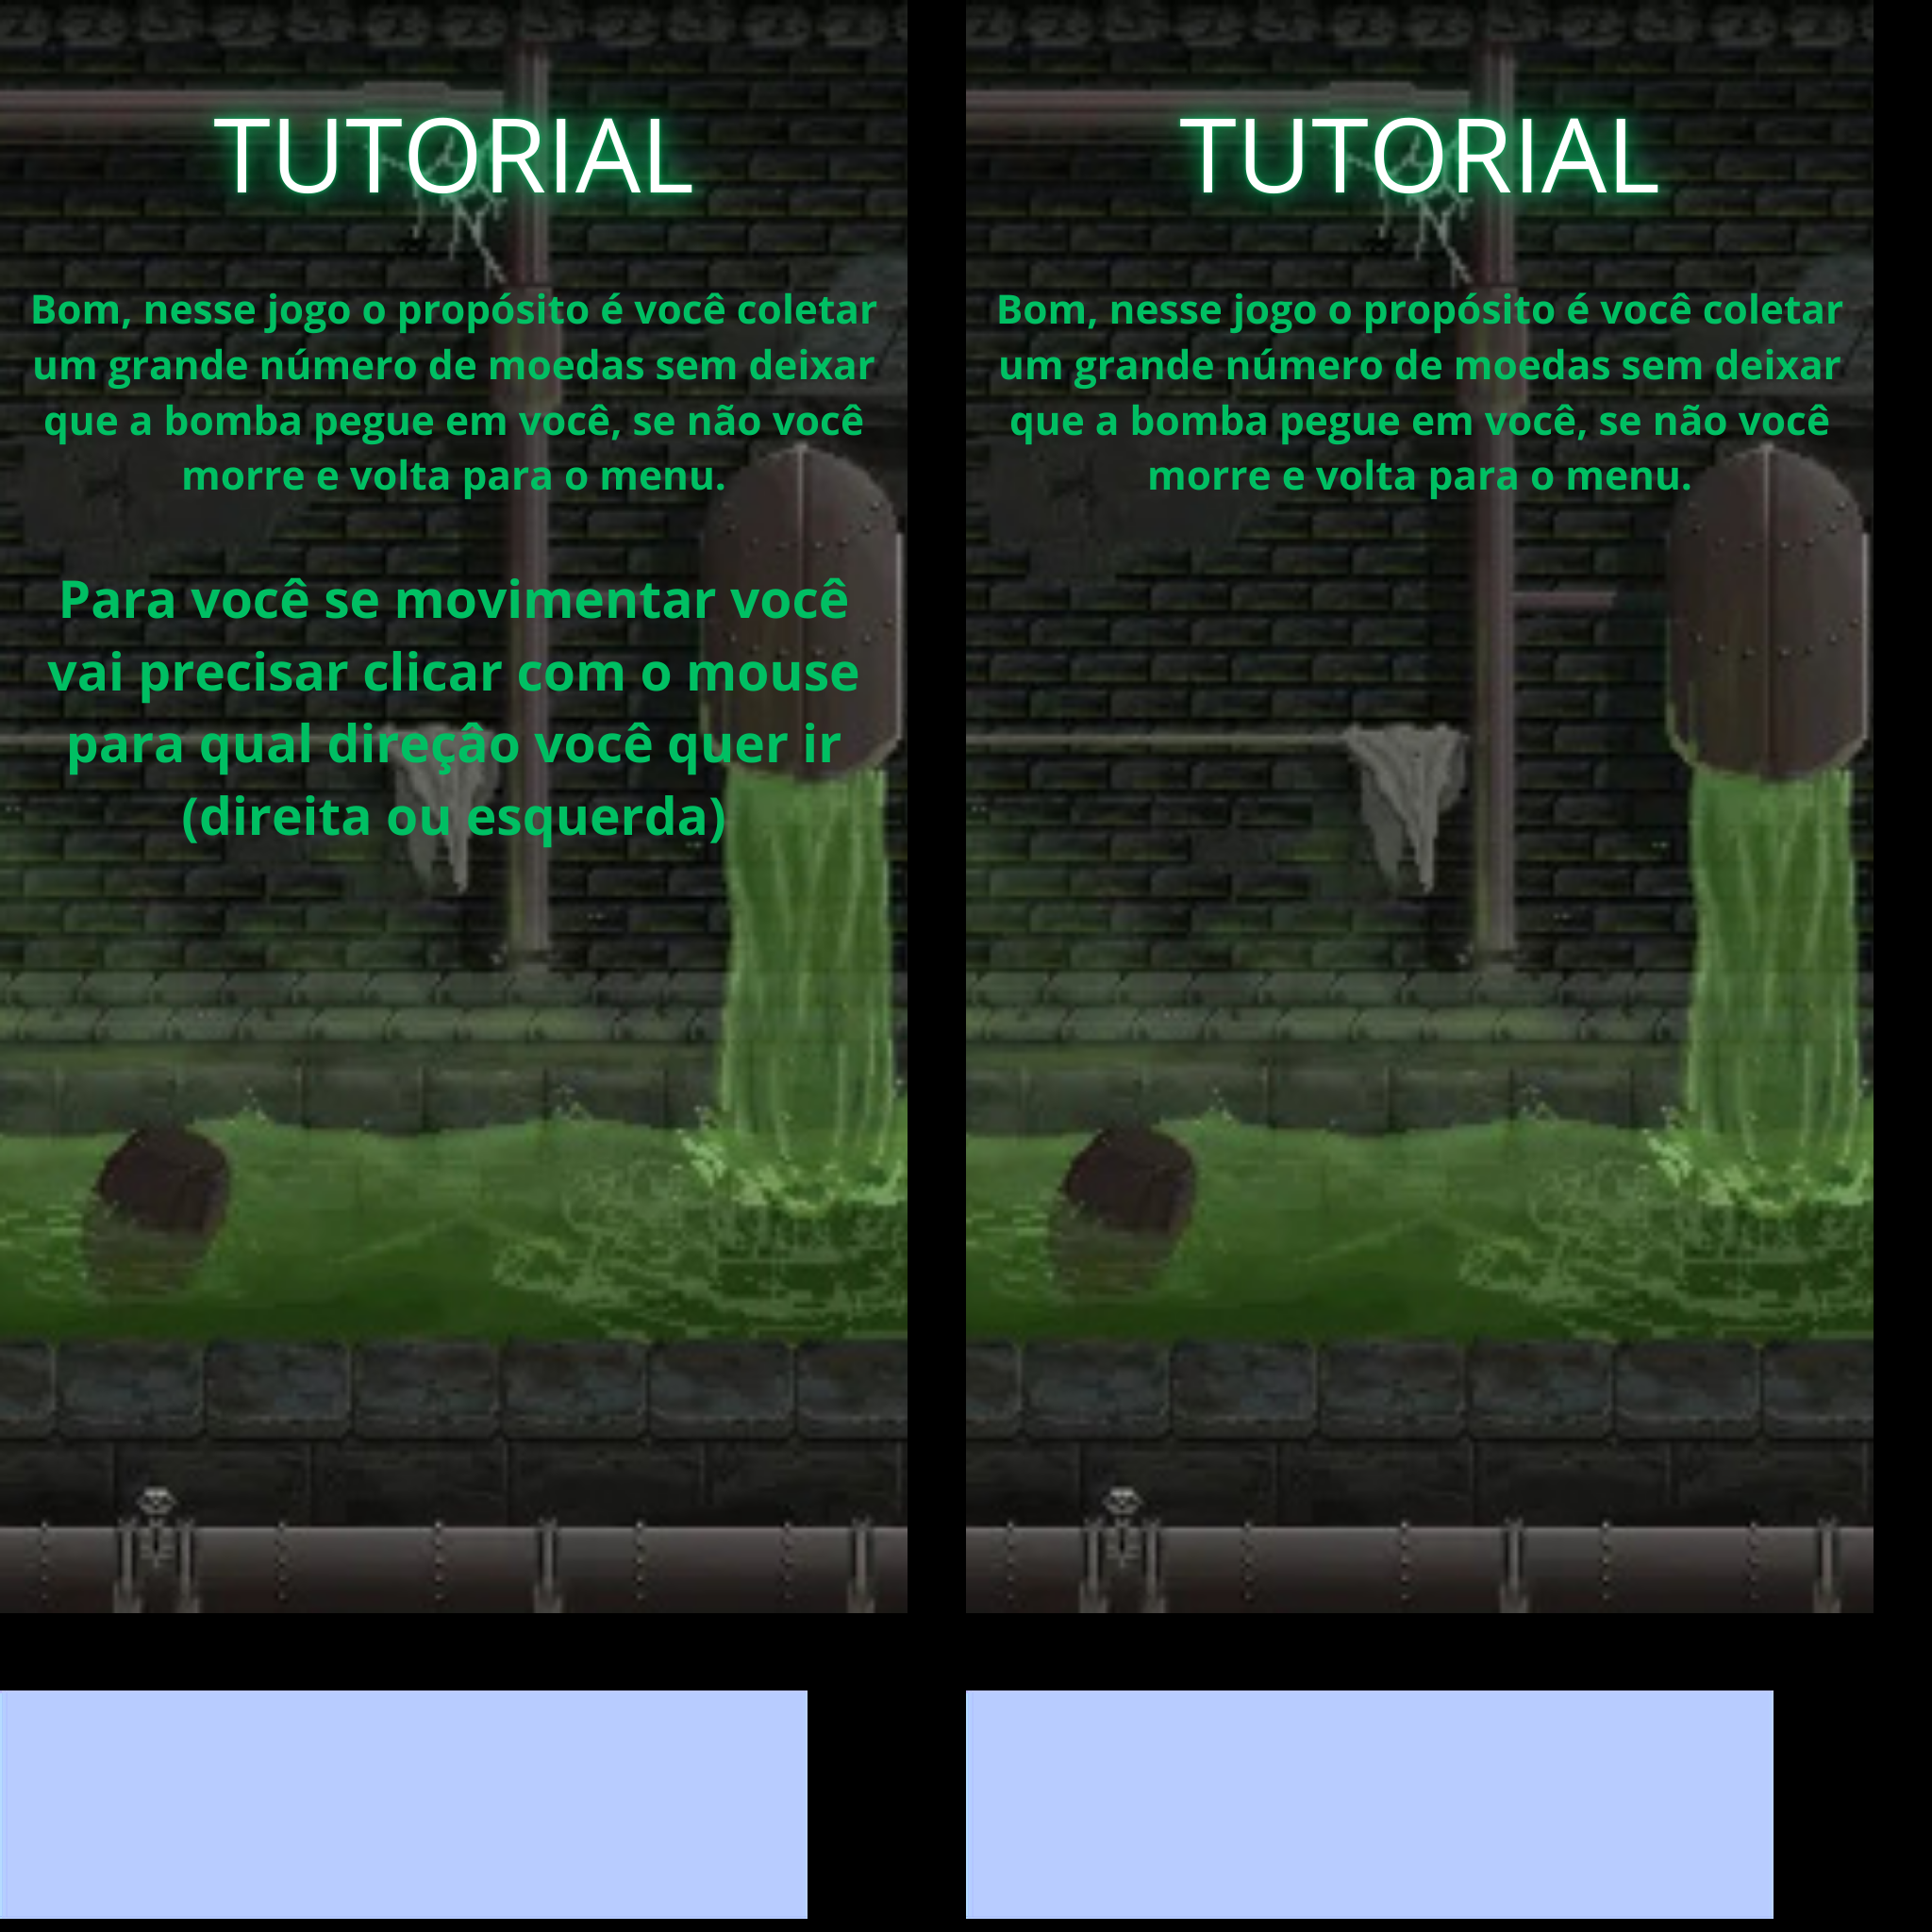 TUTORIAL
Bom, nesse jogo o propósito é você coletar
um grande número de moedas sem deixar
que a bomba pegue em você, se não você
morre e volta para o menu.
Para você se movimentar você
vai precisar clicar com o mouse
para qual direçâo você quer ir
(direita ou esquerda)
TUTORIAL
Bom, nesse jogo o propósito é você coletar
um grande número de moedas sem deixar
que a bomba pegue em você, se não você
morre e volta para o menu.